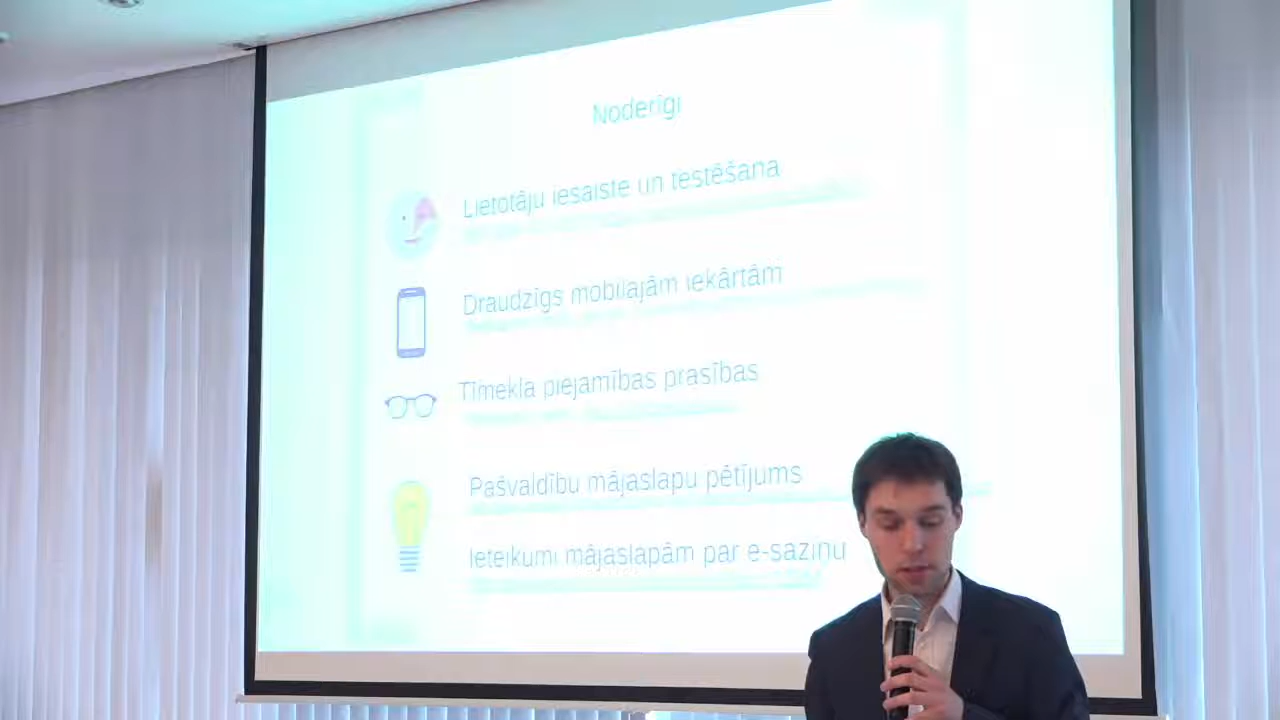 Noderīgi
Lietotāju iesaiste un testēšana
Draudzīgs mobilajām iekārtām
Tīmekļa piejamības prasības
Pašvaldību mājaslapu pētījums
Ieteikumi mājaslapām par e-saziņu